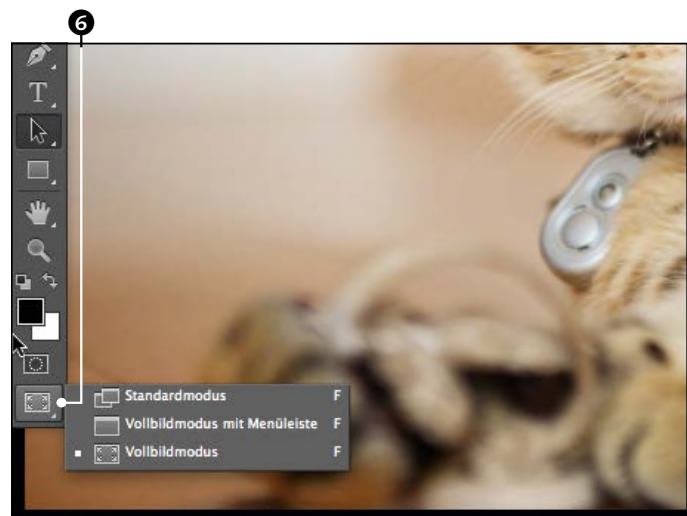 6
T
Standardmodus F
Vollbildmodus mit Menüleiste F
Vollbildmodus F